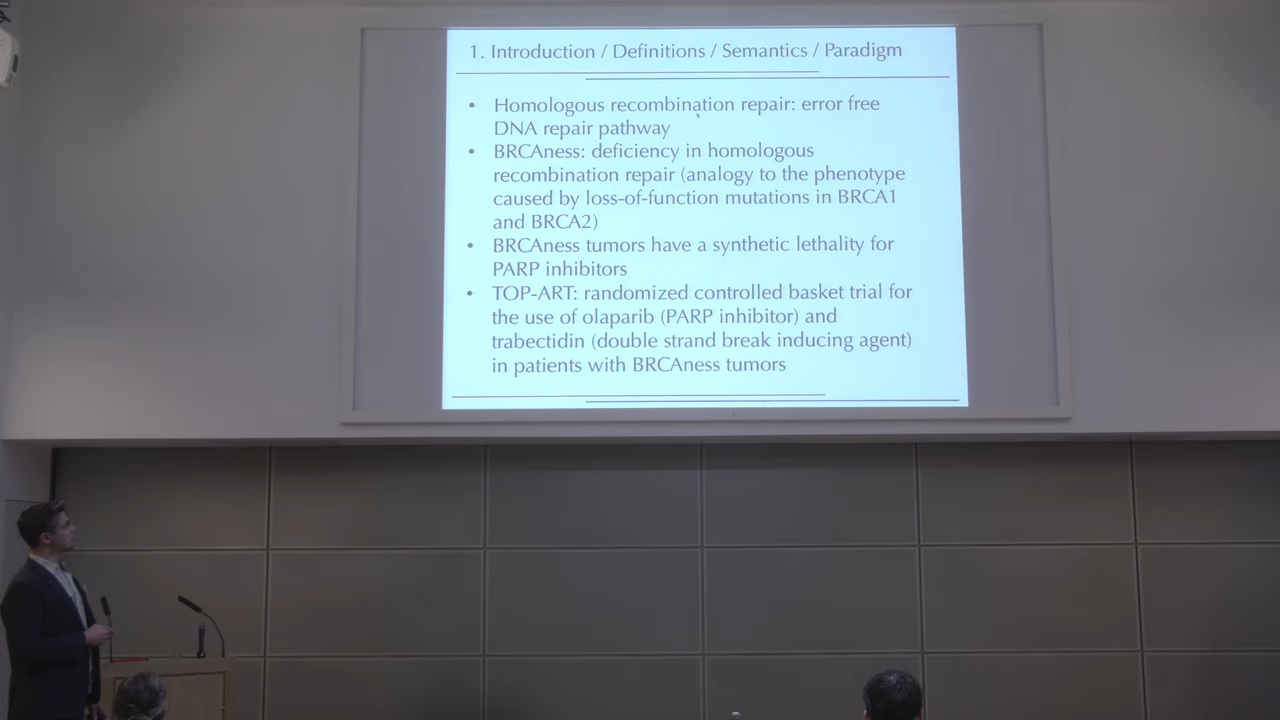 1. Introduction / Definitions / Semantics / Paradigm
• Homologous recombination repair: error free
DNA repair pathway
• BRCAness: deficiency in homologous
recombination repair (analogy to the phenotype
caused by loss-of-function mutations in BRCA1
and BRCA2)
• BRCAness tumors have a synthetic lethality for
PARP inhibitors
• TOP-ART: randomized controlled basket trial for
the use of olaparib (PARP inhibitor) and
trabectidin (double strand break inducing agent)
in patients with BRCAness tumors